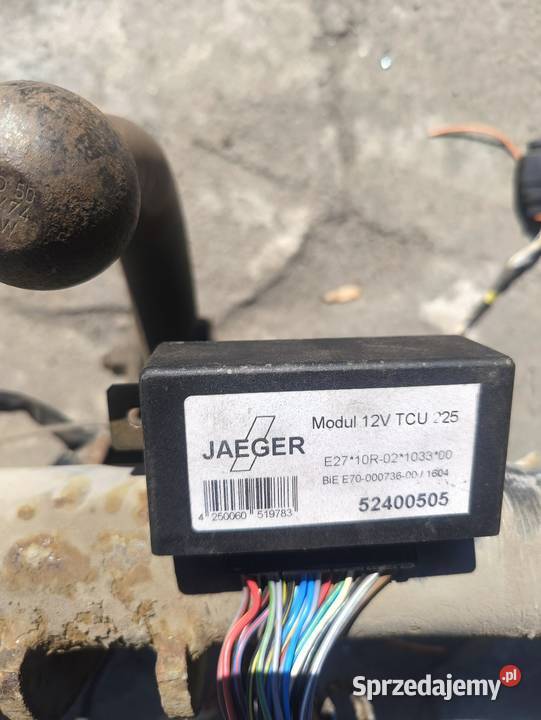 50
JAEGER
Modul 12V TCU 225
E27*10R-02*1033*00
BiE E70-000736-00 / 1604
52400505
4 250060 519783
Sprzedajemy.pl